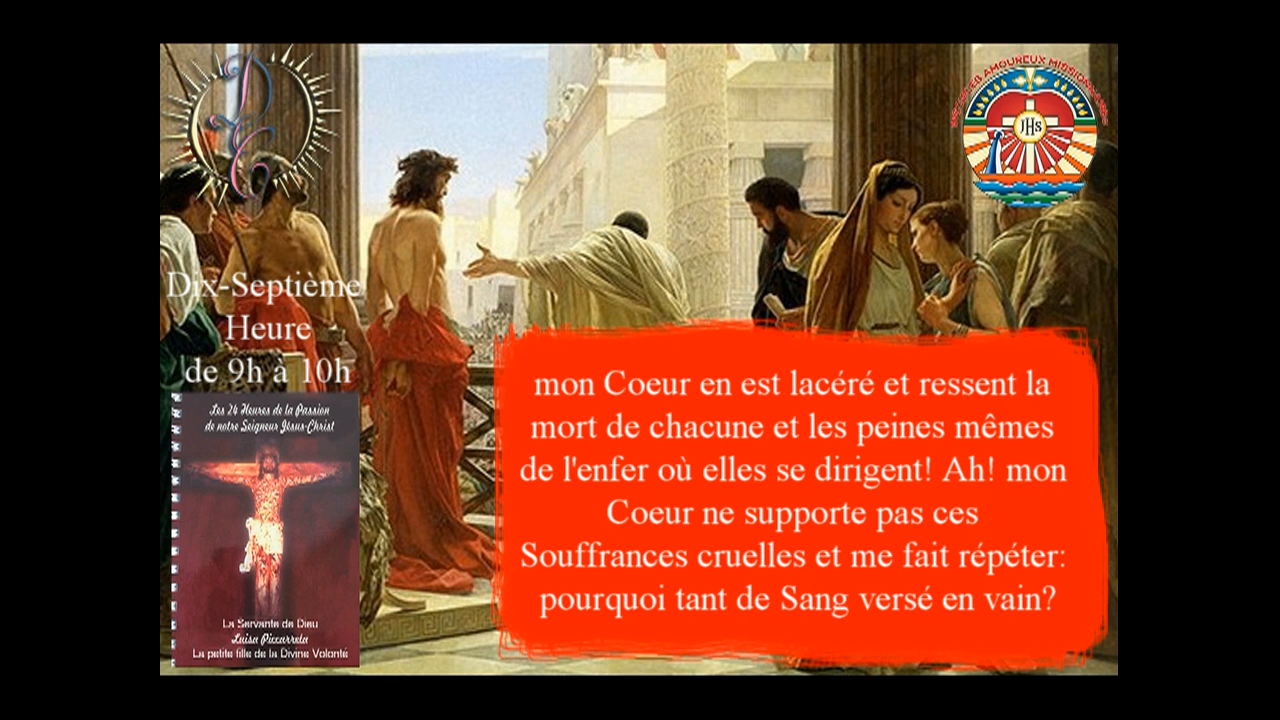 AMOUREUX
JHS
Dix-Septième
Heure
de 9h à 10h
Les 24 Heures de la Passion
de notre Seigneur Jésus-Christ
La Servante de Dieu
Luisa Piccarreta
La petite fille de la Divine Volonté
mon Coeur en est lacéré et ressent la
mort de chacune et les peines mêmes
de l'enfer où elles se dirigent! Ah! mon
Coeur ne supporte pas ces
Souffrances cruelles et me fait répéter:
pourquoi tant de Sang versé en vain?